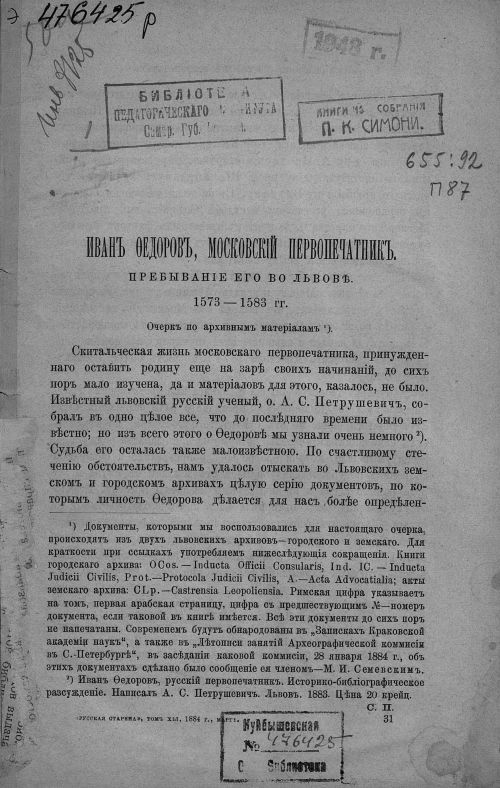 Э 476425 р
1948 г.
Инв 9725
БИБЛИОТЕКА
ПЕДАГОГИЧЕСКАГО
Самар. Губ.
КНИГИ ИЗ СОБРАНІЯ
П. К. СИМОНИ.
655:92
П87
ИВАНЪ ѲЕДОРОВЪ, МОСКОВСКІЙ ПЕРВОПЕЧАТНИКЪ.
ПРЕБЫВАНІЕ ЕГО ВО ЛЬВОВѢ.
1573 — 1583 гг.
Очеркъ по архивнымъ матеріаламъ ¹).
Скитальческая жизнь московскаго первопечатника, принужден-
наго оставить родину еще на зарѣ своихъ начинаній, до сихъ
поръ мало изучена, да и матеріаловъ для этого, казалось, не было.
Извѣстный львовскій русскій ученый, о. А. С. Петрушевичъ, со-
бралъ въ одно цѣлое все, что до послѣдняго времени было из-
вѣстно; но изъ всего этого о Ѳедоровѣ мы узнали очень немного ²).
Судьба его осталась также малоизвѣстною. По счастливому сте-
ченію обстоятельствъ, намъ удалось отыскать во Львовскихъ зем-
скомъ и городскомъ архивахъ цѣлую серію документовъ, по ко-
торымъ личность Ѳедорова дѣлается для насъ болѣе опредѣлен-
¹) Документы, которыми мы воспользовались для настоящаго очерка,
происходятъ изъ двухъ львовскихъ архивовъ—городскаго и земскаго. Для
краткости при ссылкахъ употребляемъ нижеслѣдующія сокращенія. Книги
городскаго архива: OCos. — Inducta Officii Consularis, Ind. IC. — Inducta
Judicii Civilis, Prot.—Protocola Judicii Civilis, A.—Acta Advocatialia; акты
земскаго архива: CLp. — Castrensia Leopoliensia. Римская цифра указываетъ
на томъ, первая арабская страницу, цифра съ предшествующимъ №—номеръ
документа, если таковой въ книгѣ имѣется. Всѣ эти документы до сихъ поръ
не напечатаны. Современемъ будутъ обнародованы въ „Запискахъ Краковской
академіи наукъ“, а также въ „Лѣтописи занятій Археографической коммисіи
въ С.-Петербургѣ“, въ засѣданіи каковой коммисіи, 28 января 1884 г., объ
этихъ документахъ сдѣлано было сообщеніе ея членомъ—М. И. Семевскимъ.
²) Иванъ Ѳедоровъ, русскій первопечатникъ. Историко-библіографическое
разсужденіе. Написалъ А. С. Петрушевичъ. Львовъ. 1883. Цѣна 20 крейц.
С. П.
„РУССКАЯ СТАРИНА“, ТОМЪ XLI, 1884 Г., МАРТЪ. 31
Куйбышевская
№ 476425
Библиотека